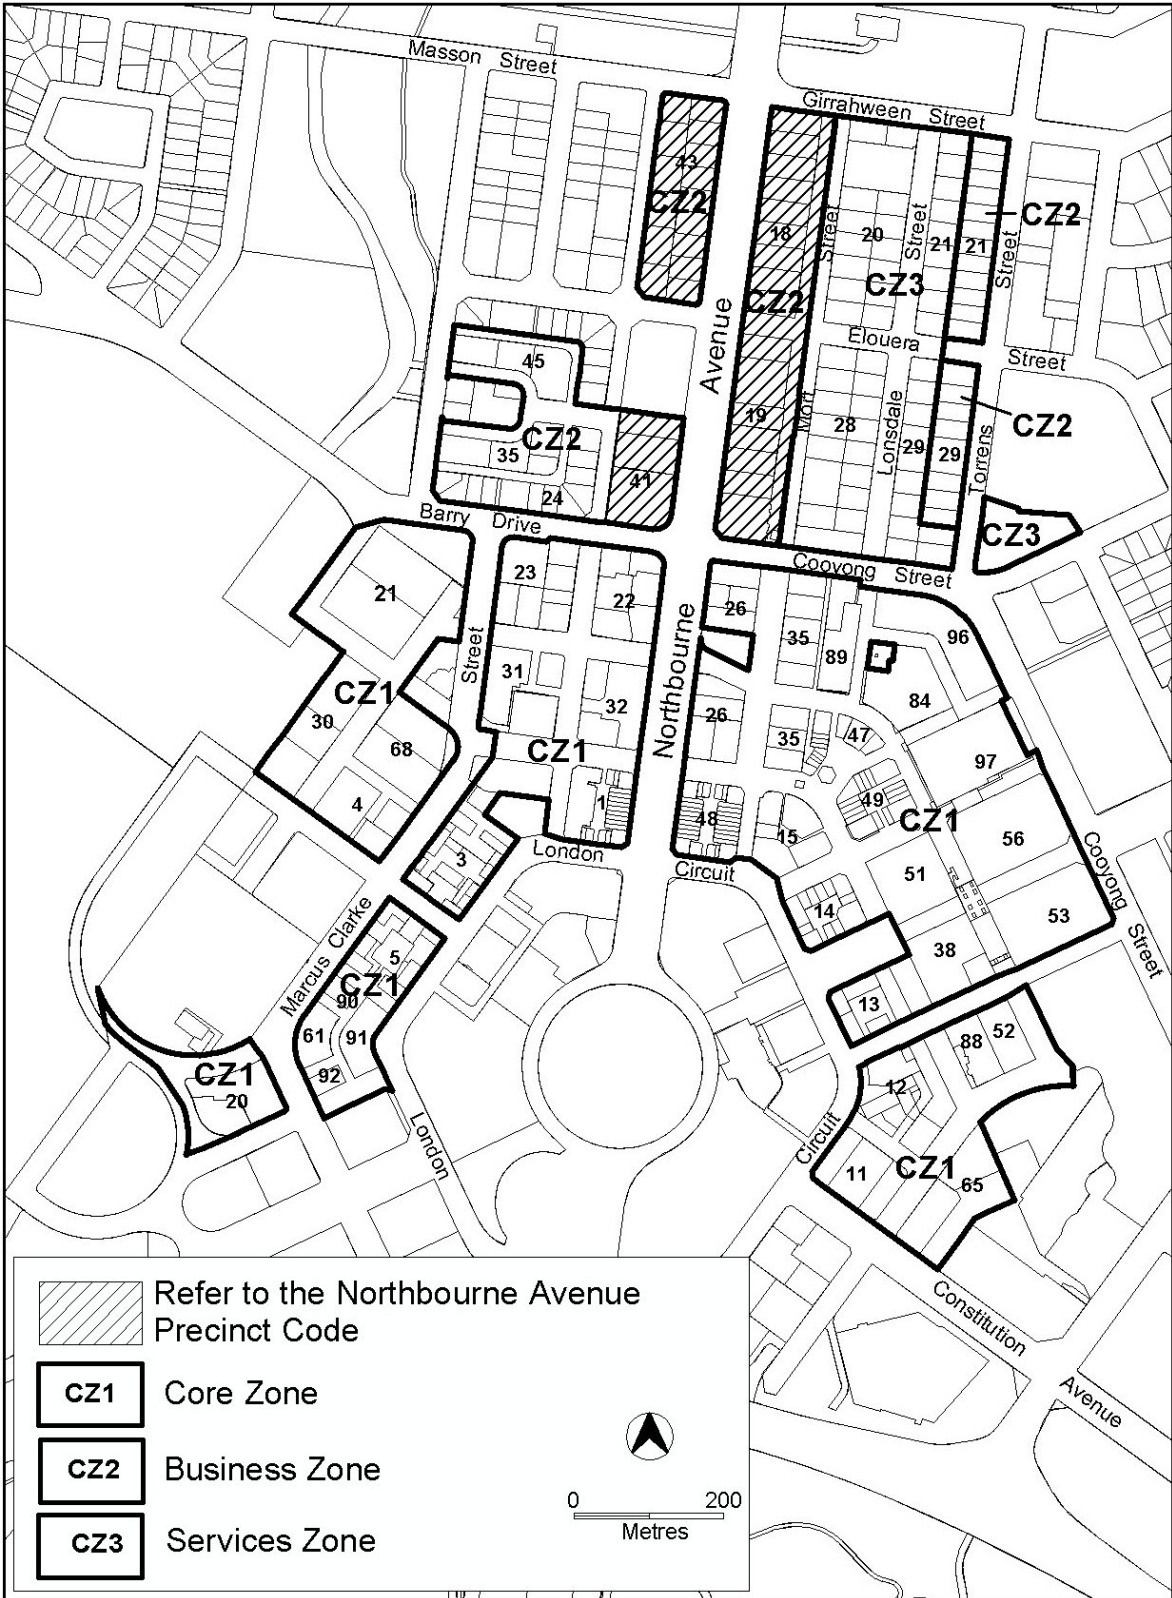 Masson Street
Girrahween Street
43
CZ2
18
CZ2
Street
20
CZ3
Street
21
21
CZ2
Street
Avenue
Elouera
Street
45
CZ2
35
24
41
19
Mort
28
Lonsdale
29
29
CZ2
Torrens
CZ3
Barry Drive
Cooyong Street
21
23
22
26
35
89
96
Street
Northbourne
31
32
CZ1
30
68
4
CZ1
1
26
35
47
84
97
48
15
49
CZ1
56
3
London
Circuit
51
14
53
Cooyong
Street
38
13
Marcus Clarke
5
CZ1
90
61
91
92
CZ1
20
London
88
52
12
Circuit
11
CZ1
65
Constitution
Avenue
Refer to the Northbourne Avenue
Precinct Code
CZ1 Core Zone
CZ2 Business Zone
CZ3 Services Zone
0 200
Metres